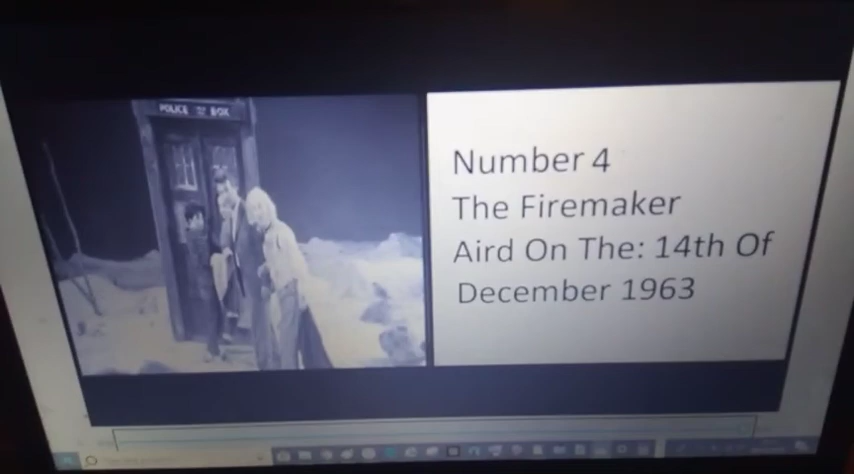 POLICE BOX
Number 4
The Firemaker
Aird On The: 14th Of
December 1963